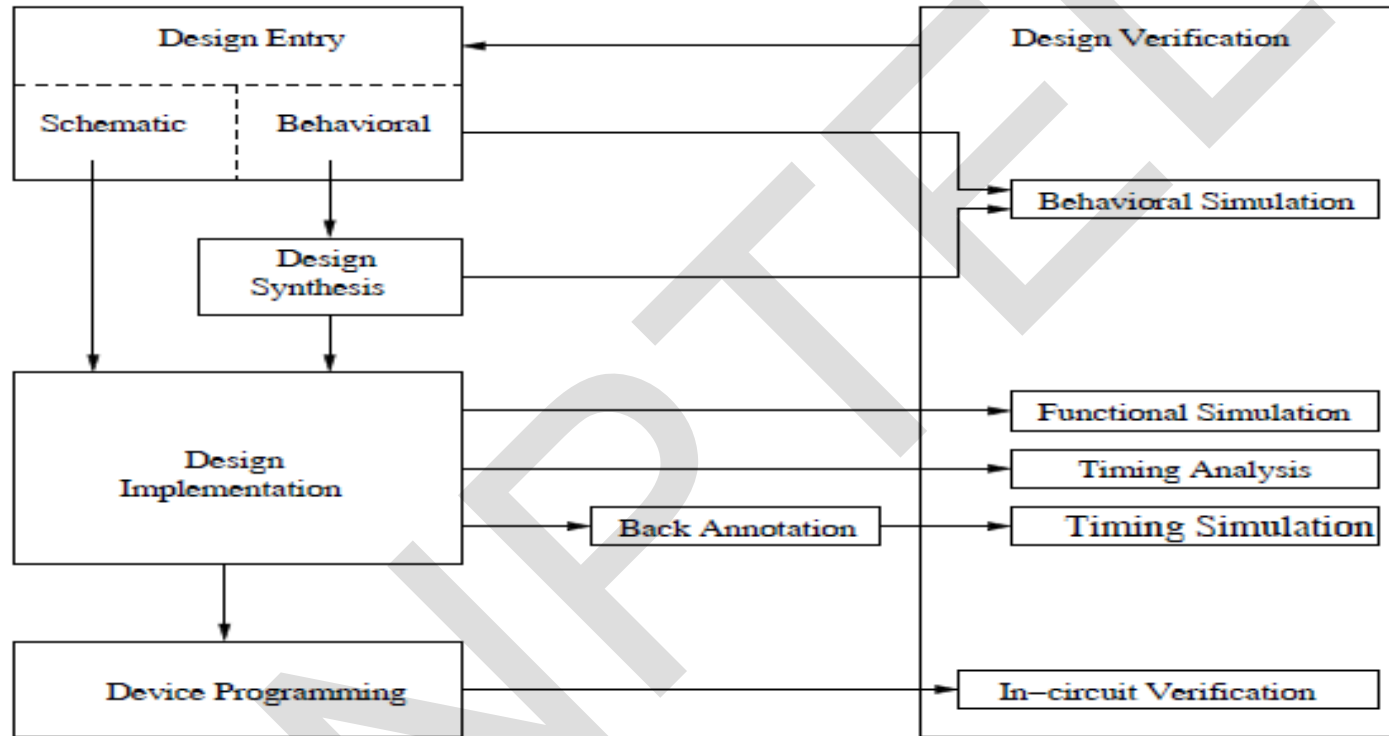 Design Entry
Design Verification
Schematic
Behavioral
Behavioral Simulation
Design
Synthesis
Functional Simulation
Design
Implementation
Timing Analysis
Back Annotation
Timing Simulation
Device Programming
In-circuit Verification
NPTEL